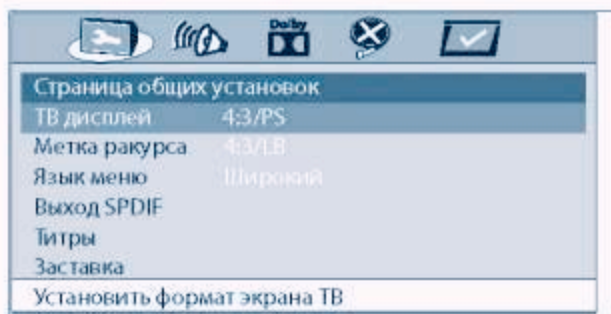 Dolby
Страница общих установок
ТВ дисплей 4:3/PS
Метка ракурса 4:3/LB
Язык меню Широкий
Выход SPDIF
Титры
Заставка
Установить формат экрана ТВ